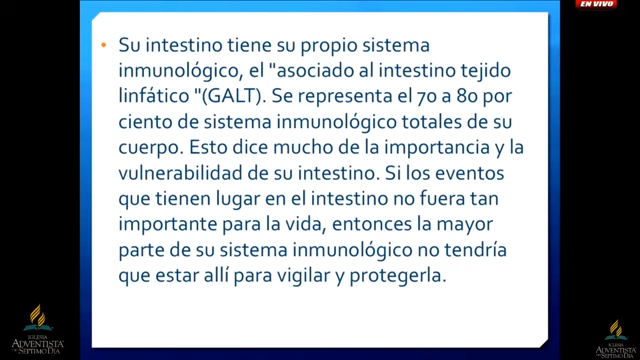 EN VIVO
• Su intestino tiene su propio sistema
inmunológico, el "asociado al intestino tejido
linfático "(GALT). Se representa el 70 a 80 por
ciento de sistema inmunológico totales de su
cuerpo. Esto dice mucho de la importancia y la
vulnerabilidad de su intestino. Si los eventos
que tienen lugar en el intestino no fuera tan
importante para la vida, entonces la mayor
parte de su sistema inmunológico no tendría
que estar allí para vigilar y protegerla.
IGLESIA
ADVENTISTA
DEL SÉPTIMO DÍA
IGLESIA
ADVENTISTA
DEL SÉPTIMO DÍA